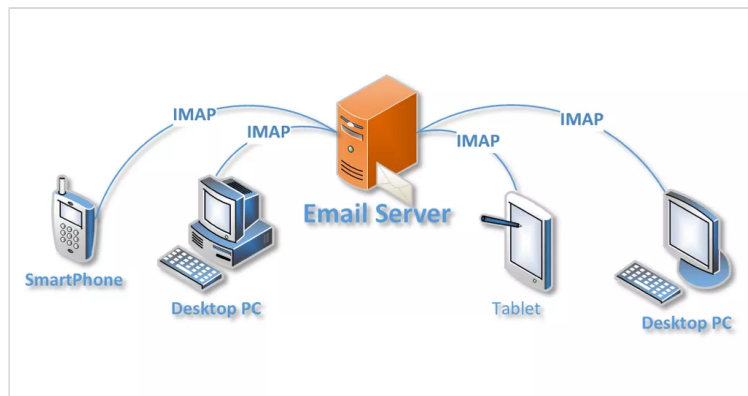 IMAP
IMAP
IMAP
IMAP
Email Server
SmartPhone
Desktop PC
Tablet
Desktop PC